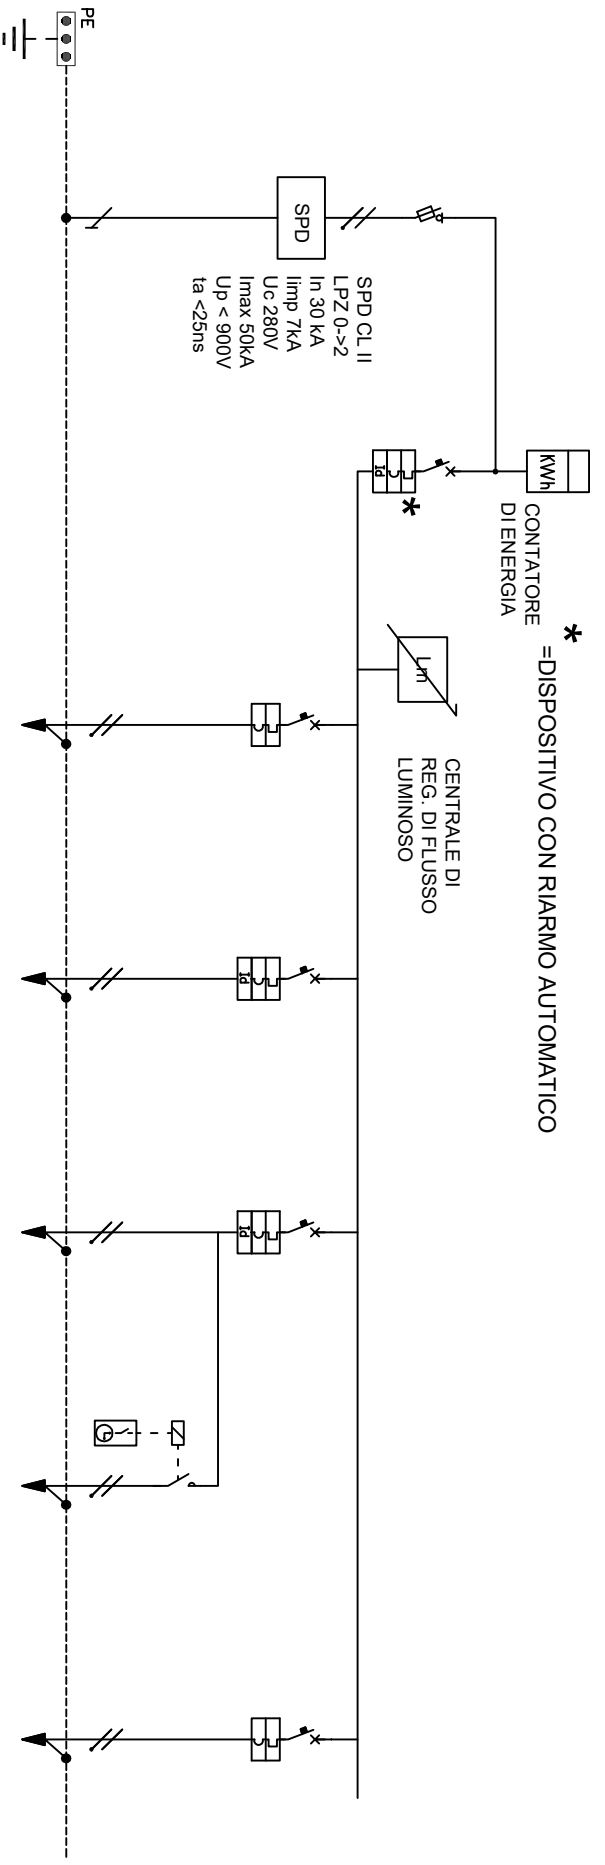 PE
SPD
SPD CL II
LPZ 0->2
In 30 kA
Iimp 7kA
Uc 280V
Imax 50kA
Up < 900V
ta <25ns
KWh
CONTATORE
DI ENERGIA
* =DISPOSITIVO CON RIARMO AUTOMATICO
Id
*
Lm
CENTRALE DI
REG. DI FLUSSO
LUMINOSO
Id
Id